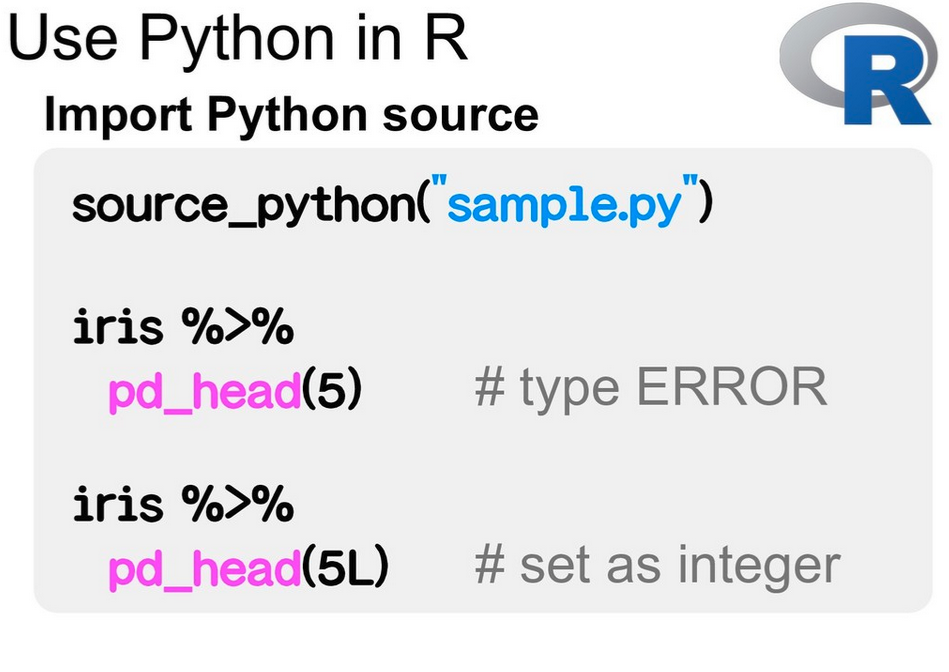 Use Python in R
R
Import Python source
source_python("sample.py")
iris %>%
pd_head(5) # type ERROR
iris %>%
pd_head(5L) # set as integer